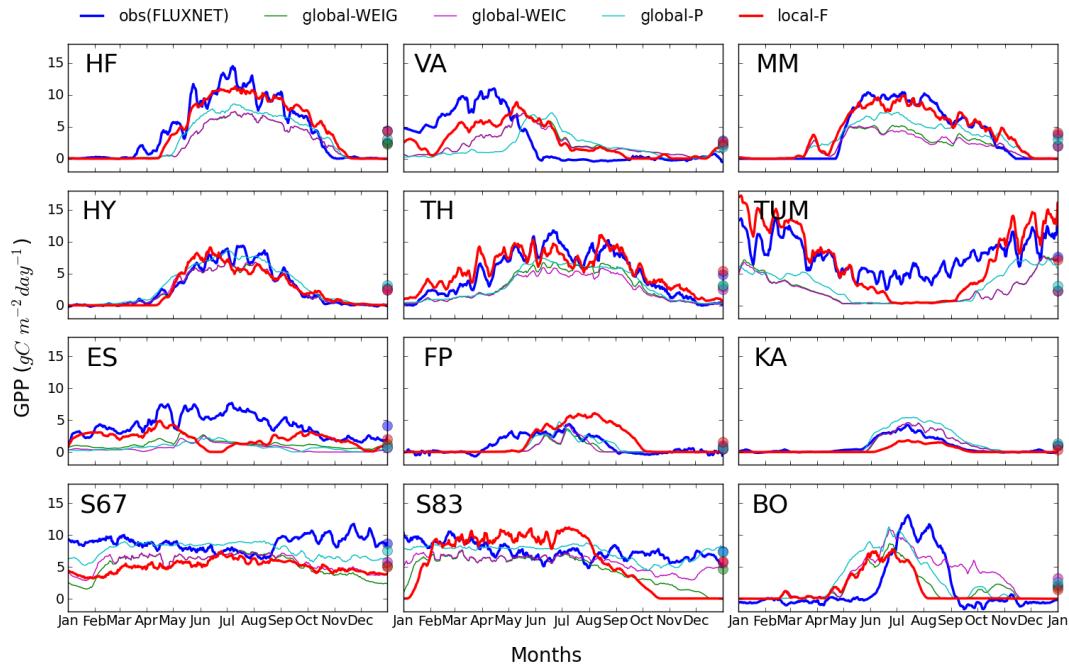 obs(FLUXNET) global-WEIG global-WEIC global-P local-F
HF VA MM
15
10
5
0
HY TH TUM
15
10
5
0
GPP (gC m⁻² day⁻¹)
ES FP KA
15
10
5
0
S67 S83 BO
15
10
5
0
Jan Feb Mar Apr May Jun Jul Aug Sep Oct Nov Dec Jan Feb Mar Apr May Jun Jul Aug Sep Oct Nov Dec Jan Feb Mar Apr May Jun Jul Aug Sep Oct Nov Dec Jan
Months